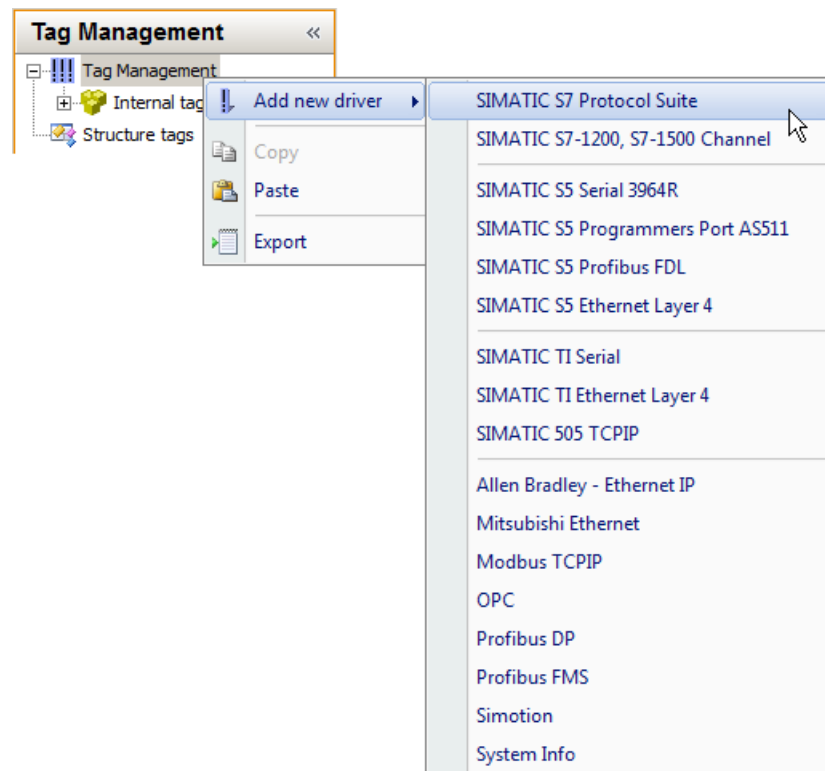 Tag Management «
Tag Management
Internal tag
Structure tags
Add new driver
Copy
Paste
Export
SIMATIC S7 Protocol Suite
SIMATIC S7-1200, S7-1500 Channel
SIMATIC S5 Serial 3964R
SIMATIC S5 Programmers Port AS511
SIMATIC S5 Profibus FDL
SIMATIC S5 Ethernet Layer 4
SIMATIC TI Serial
SIMATIC TI Ethernet Layer 4
SIMATIC 505 TCPIP
Allen Bradley - Ethernet IP
Mitsubishi Ethernet
Modbus TCPIP
OPC
Profibus DP
Profibus FMS
Simotion
System Info